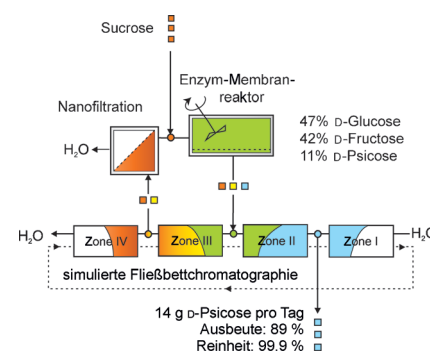 Sucrose
Enzym-Membran-
reaktor
Nanofiltration
47% D-Glucose
42% D-Fructose
11% D-Psicose
H2O
H2O
Zone IV
Zone III
Zone II
Zone I
H2O
simulierte Fließbettchromatographie
14 g D-Psicose pro Tag
Ausbeute: 89 %
Reinheit: 99.9 %